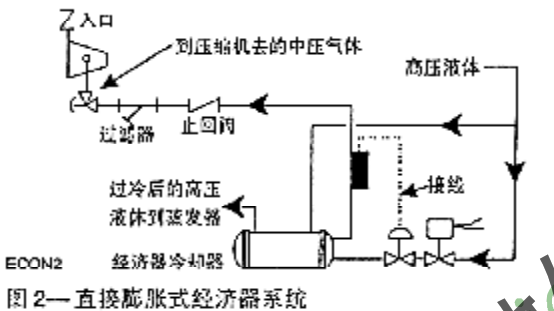 乙入口
到压缩机去的中压气体
高压液体
过滤器
止回阀
接线
过冷后的高压
液体到蒸发器
ECON2
经济器冷却器
图2—直接膨胀式经济器系统